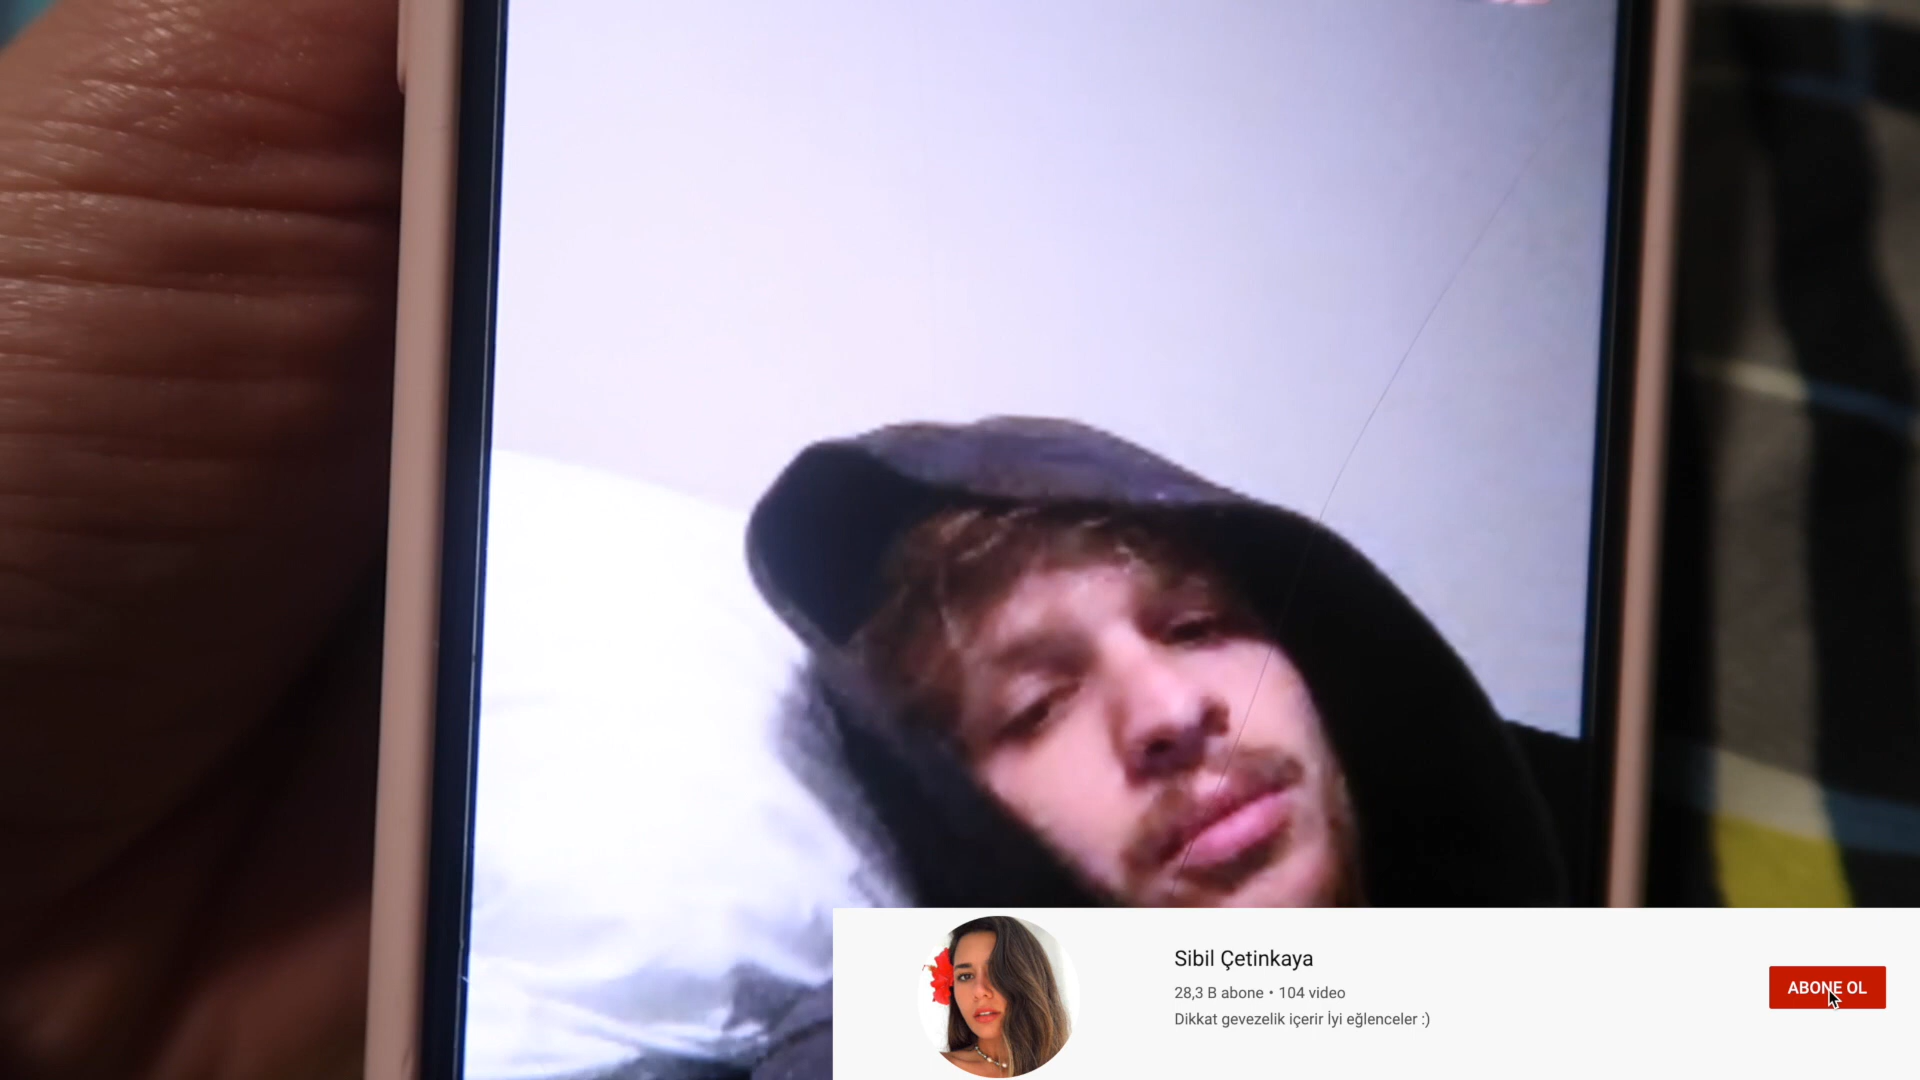 Sibil Çetinkaya
28,3 B abone • 104 video
Dikkat gevezelik içerir İyi eğlenceler :)
ABONE OL